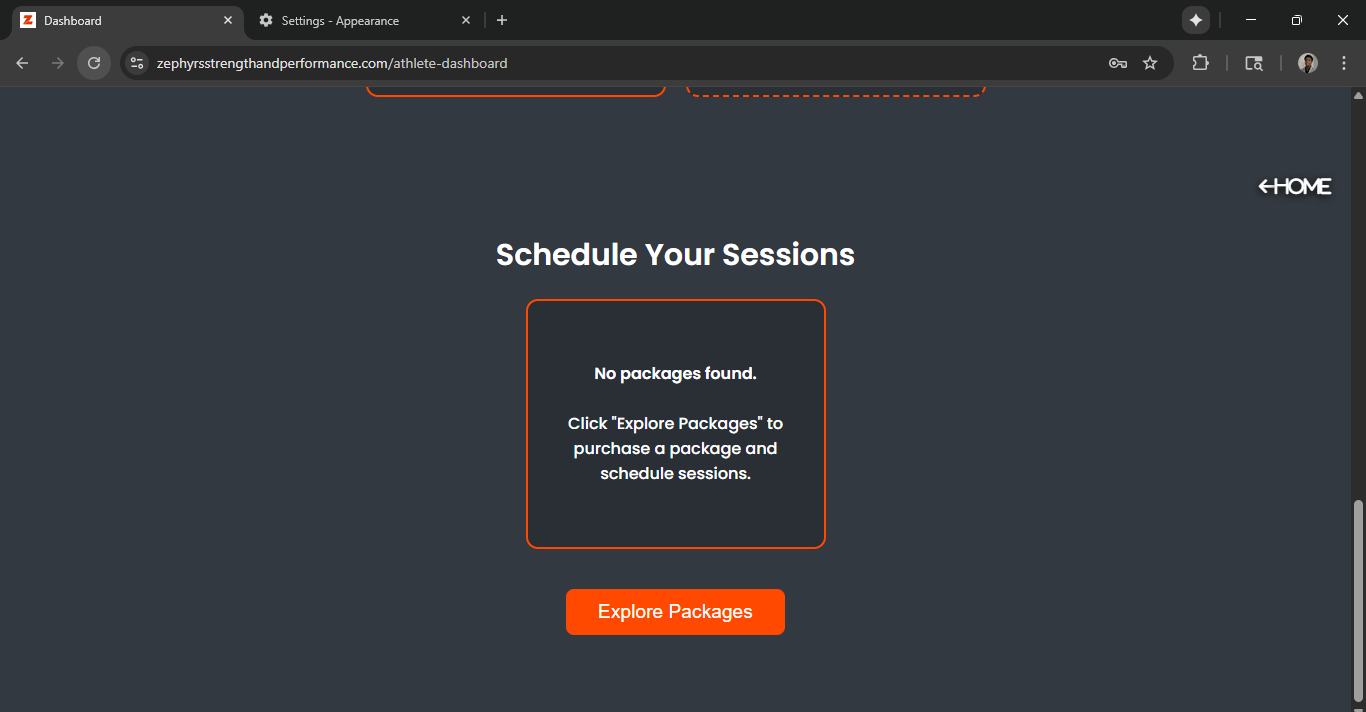 Dashboard
Settings - Appearance
zephyrsstrengthandperformance.com/athlete-dashboard
←HOME
Schedule Your Sessions
No packages found.
Click "Explore Packages" to
purchase a package and
schedule sessions.
Explore Packages